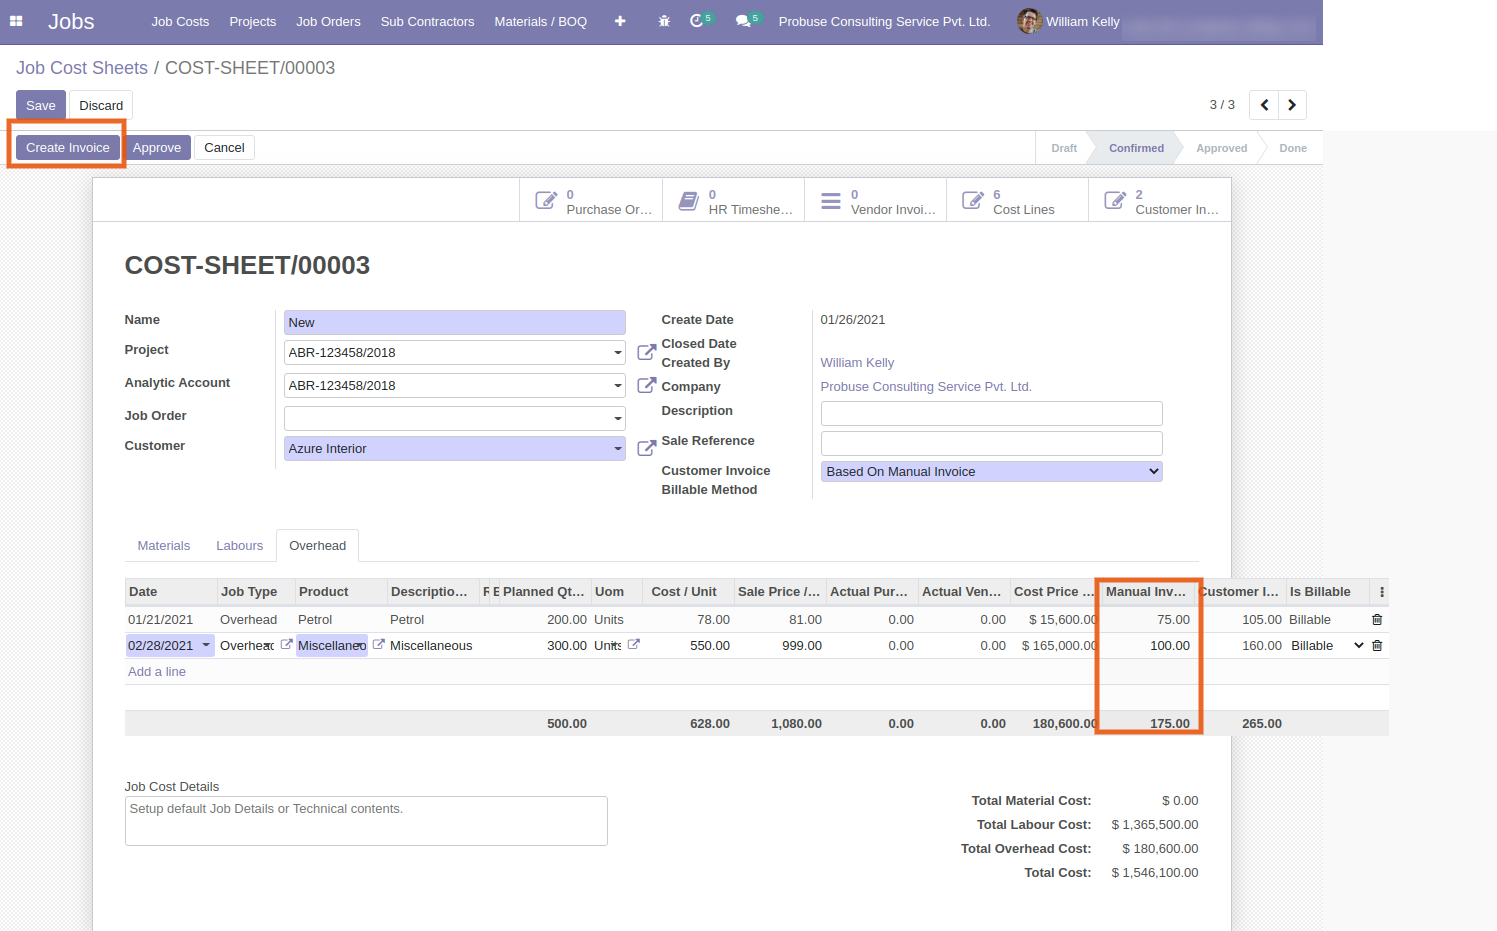 Jobs Job Costs Projects Job Orders Sub Contractors Materials / BOQ 5 5 Probuse Consulting Service Pvt. Ltd. William Kelly
Job Cost Sheets / COST-SHEET/00003
Save Discard 3 / 3
Create Invoice Approve Cancel Draft Confirmed Approved Done
0 0 0 6 2
Purchase Or... HR Timeshe... Vendor Invoi... Cost Lines Customer In...
COST-SHEET/00003
Name New
Project ABR-123458/2018
Analytic Account ABR-123458/2018
Job Order
Customer Azure Interior
Create Date 01/26/2021
Closed Date
Created By William Kelly
Company Probuse Consulting Service Pvt. Ltd.
Description
Sale Reference
Customer Invoice Based On Manual Invoice
Billable Method
Materials Labours Overhead
Date Job Type Product Descriptio... R E Planned Qt... Uom Cost / Unit Sale Price /... Actual Pur... Actual Ven... Cost Price ... Manual Inv... Customer I... Is Billable
01/21/2021 Overhead Petrol Petrol 200.00 Units 78.00 81.00 0.00 0.00 $ 15,600.00 75.00 105.00 Billable
02/28/2021 Overhead Miscellaneo Miscellaneous 300.00 Units 550.00 999.00 0.00 0.00 $ 165,000.00 100.00 160.00 Billable
Add a line
500.00 628.00 1,080.00 0.00 0.00 180,600.00 175.00 265.00
Job Cost Details
Setup default Job Details or Technical contents.
Total Material Cost: $ 0.00
Total Labour Cost: $ 1,365,500.00
Total Overhead Cost: $ 180,600.00
Total Cost: $ 1,546,100.00